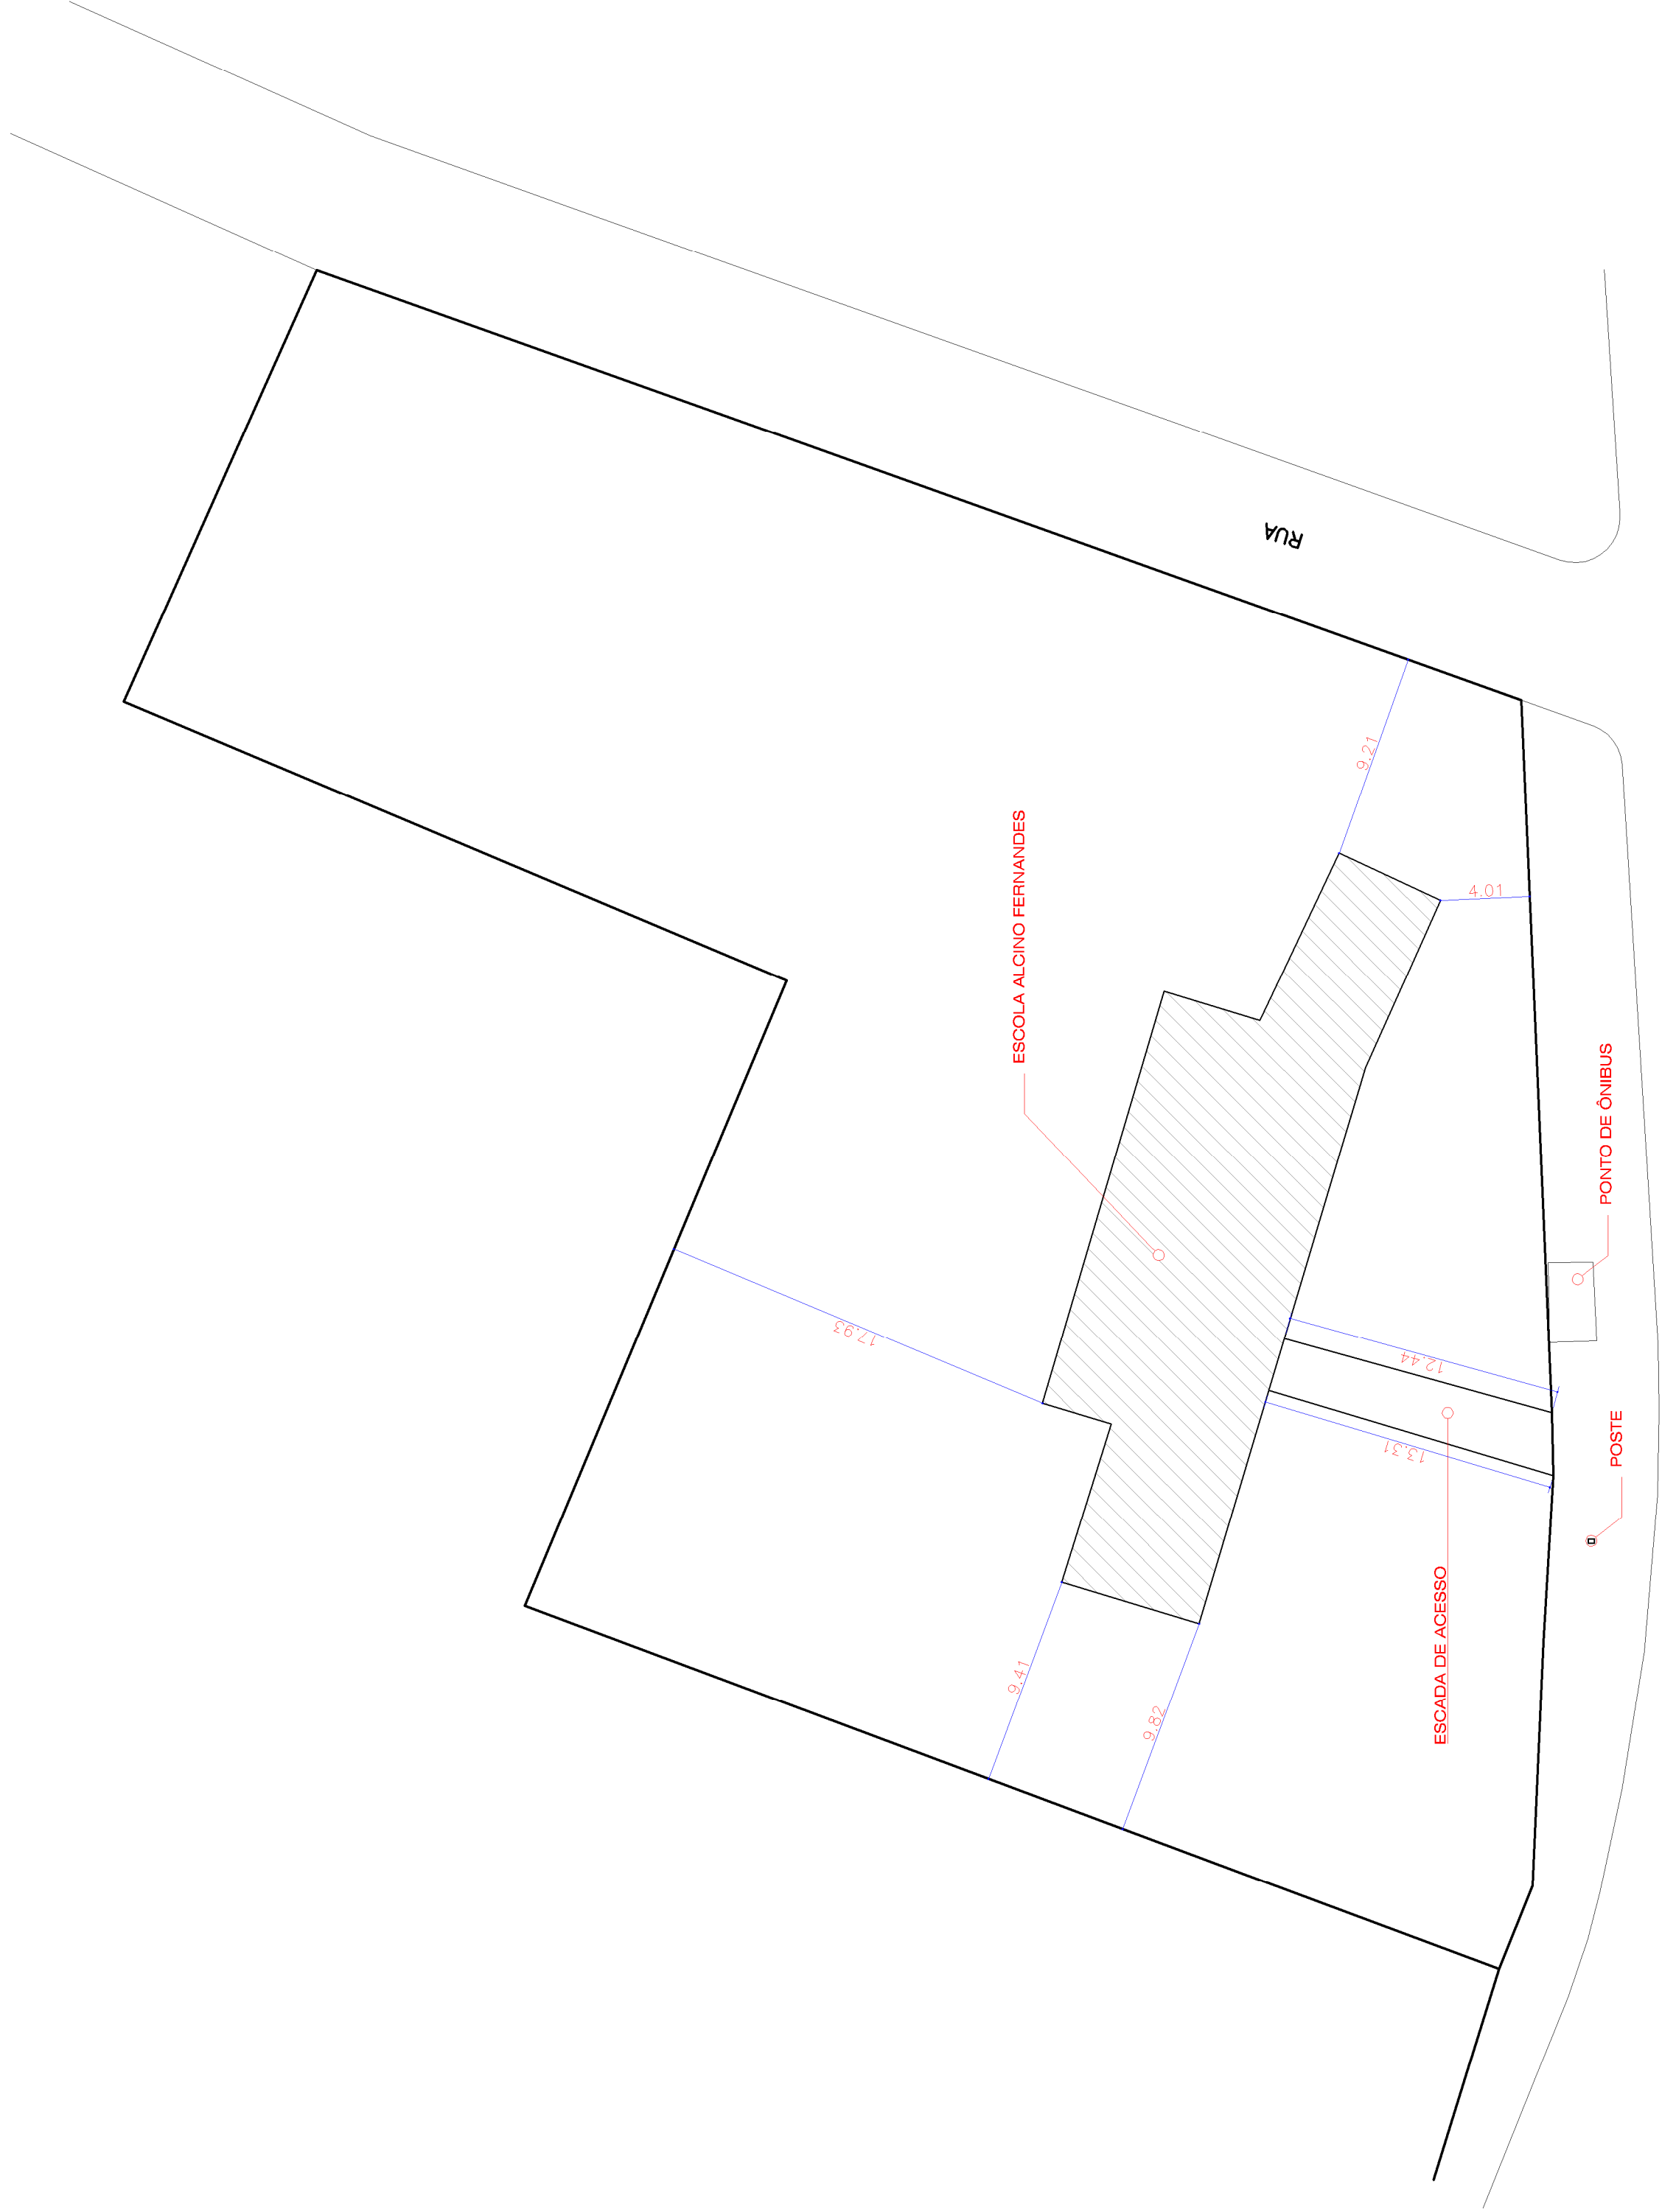 RUA
9.21
ESCOLA ALCINO FERNANDES
4.01
PONTO DE ÔNIBUS
17.93
12.44
13.31
POSTE
ESCADA DE ACESSO
9.41
9.82